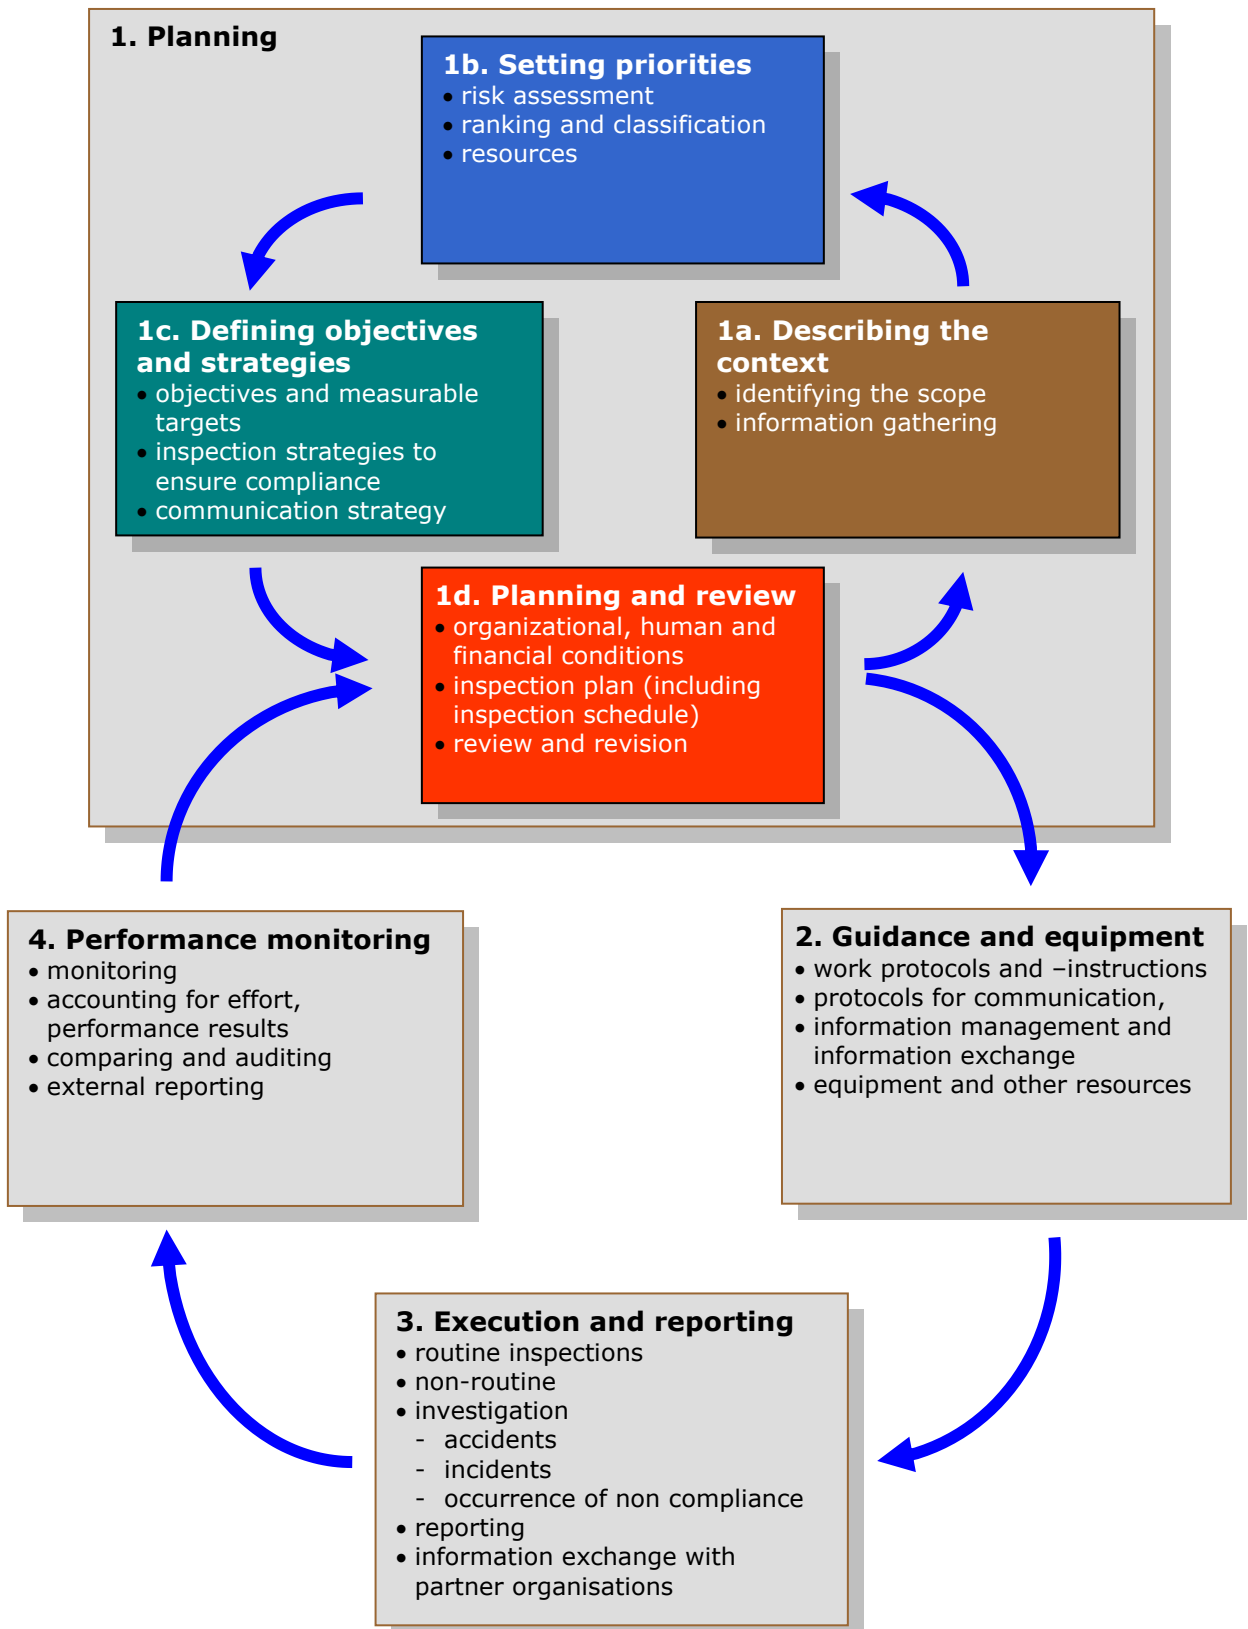 1. Planning
1b. Setting priorities
• risk assessment
• ranking and classification
• resources
1c. Defining objectives
and strategies
• objectives and measurable
targets
• inspection strategies to
ensure compliance
• communication strategy
1a. Describing the
context
• identifying the scope
• information gathering
1d. Planning and review
• organizational, human and
financial conditions
• inspection plan (including
inspection schedule)
• review and revision
2. Guidance and equipment
• work protocols and –instructions
• protocols for communication,
• information management and
information exchange
• equipment and other resources
3. Execution and reporting
• routine inspections
• non-routine
• investigation
- accidents
- incidents
- occurrence of non compliance
• reporting
• information exchange with
partner organisations
4. Performance monitoring
• monitoring
• accounting for effort,
performance results
• comparing and auditing
• external reporting